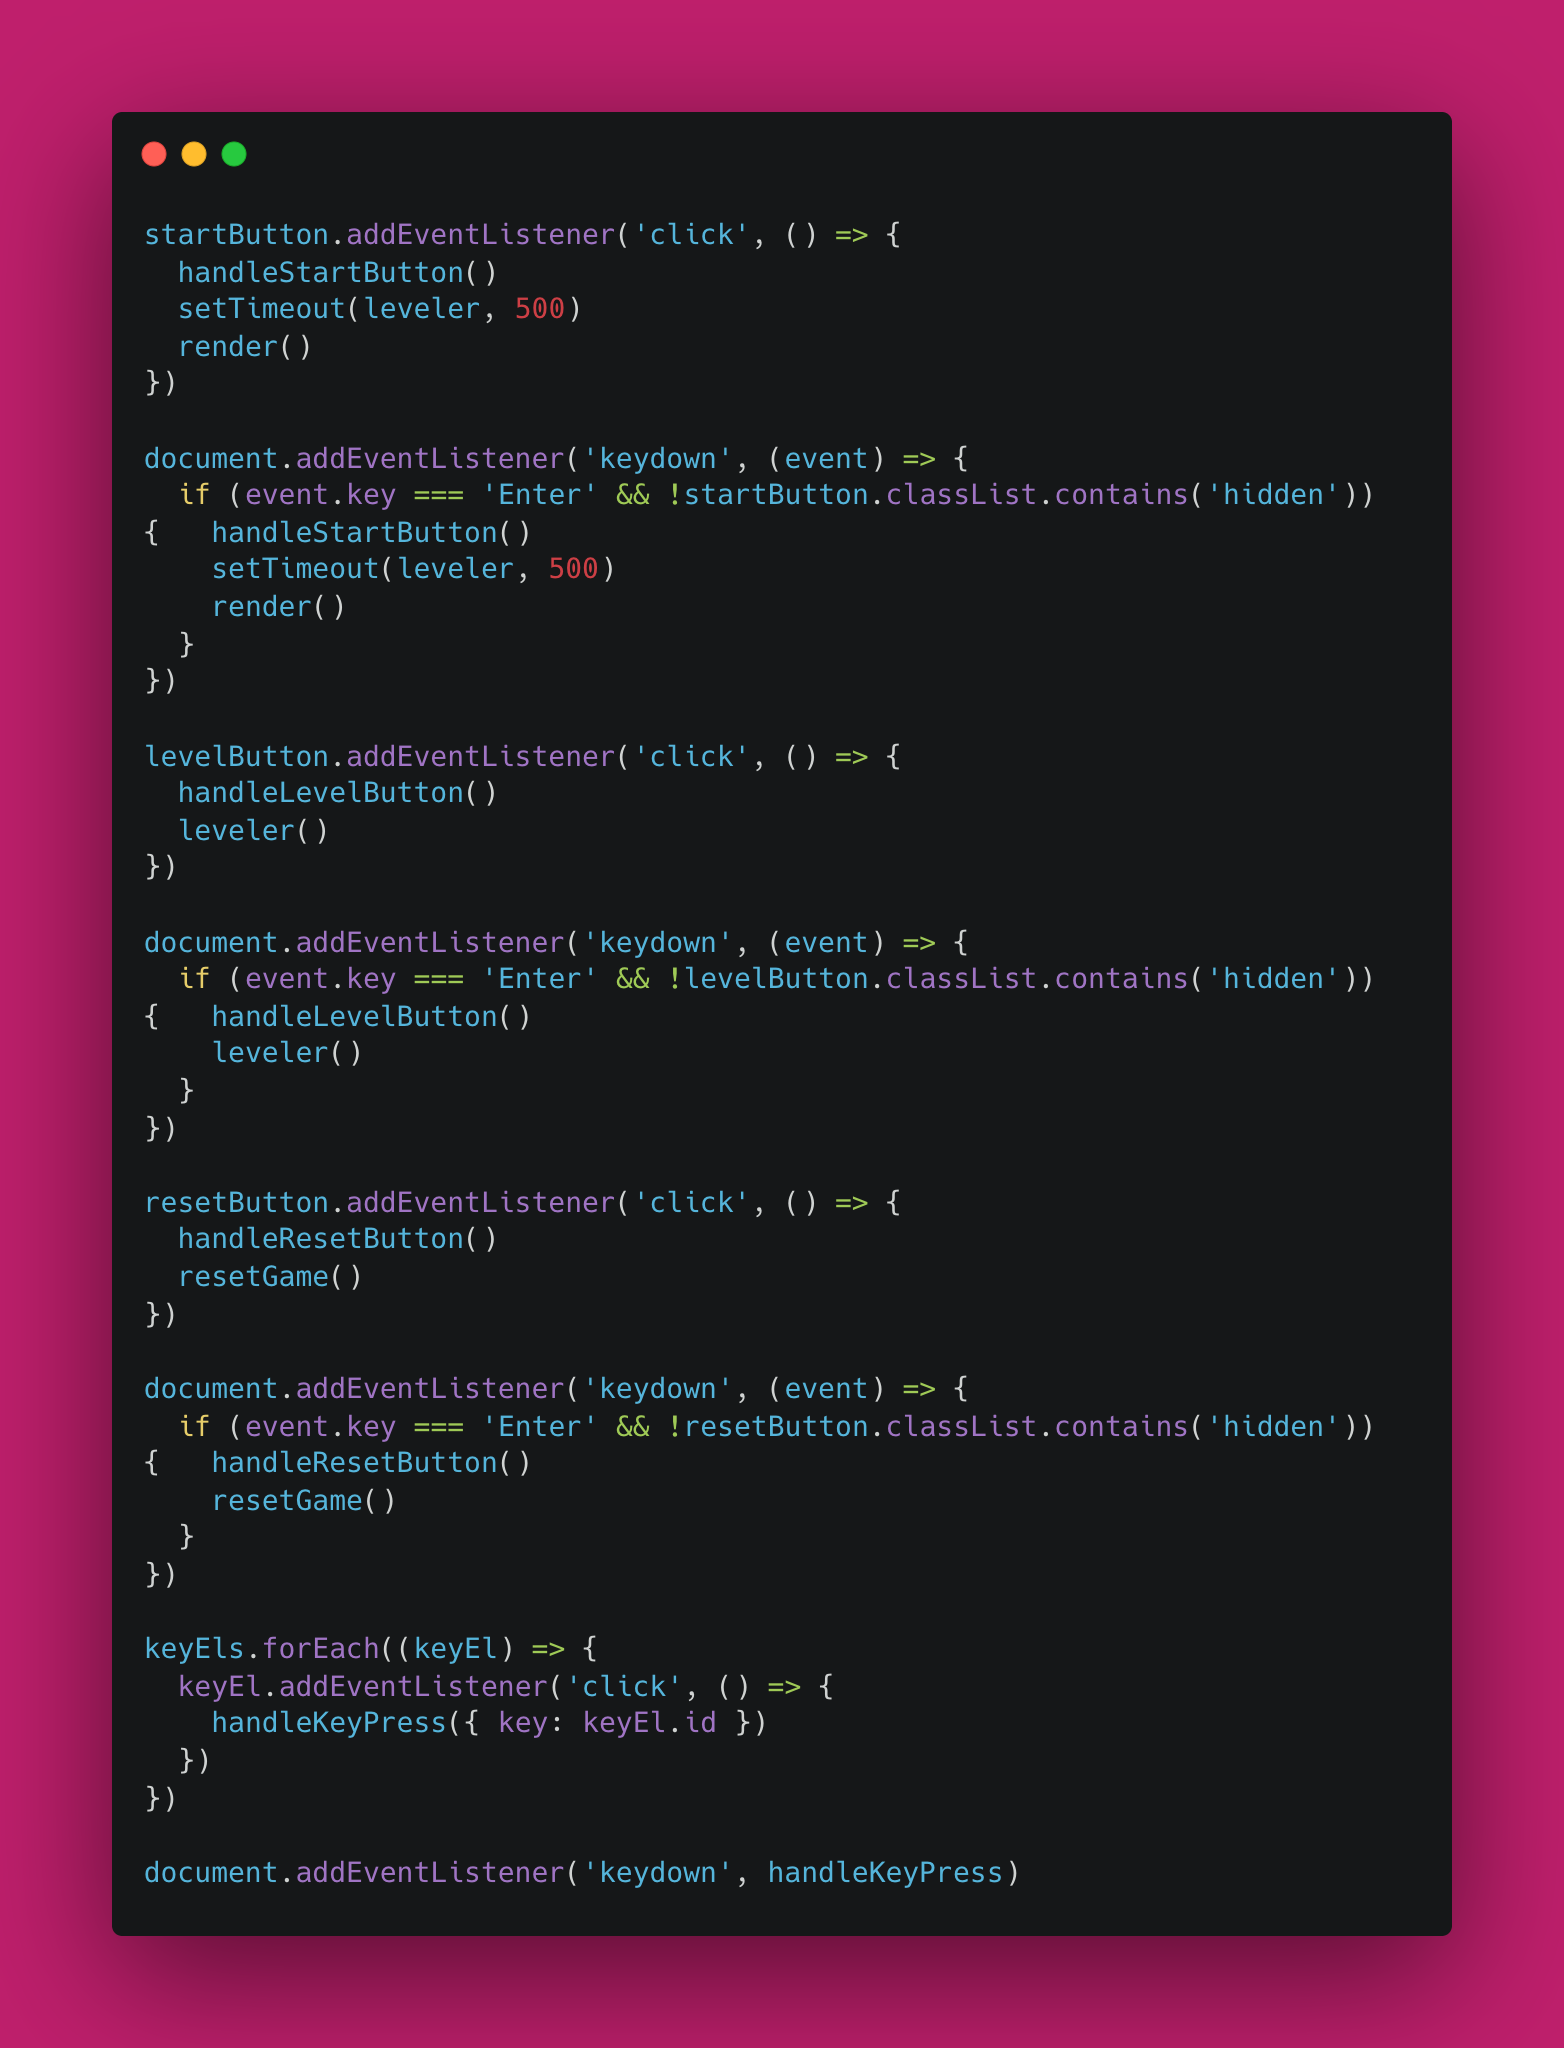 startButton.addEventListener('click', () => {
  handleStartButton()
  setTimeout(leveler, 500)
  render()
})

document.addEventListener('keydown', (event) => {
  if (event.key === 'Enter' && !startButton.classList.contains('hidden'))
{   handleStartButton()
    setTimeout(leveler, 500)
    render()
  }
})

levelButton.addEventListener('click', () => {
  handleLevelButton()
  leveler()
})

document.addEventListener('keydown', (event) => {
  if (event.key === 'Enter' && !levelButton.classList.contains('hidden'))
{   handleLevelButton()
    leveler()
  }
})

resetButton.addEventListener('click', () => {
  handleResetButton()
  resetGame()
})

document.addEventListener('keydown', (event) => {
  if (event.key === 'Enter' && !resetButton.classList.contains('hidden'))
{   handleResetButton()
    resetGame()
  }
})

keyEls.forEach((keyEl) => {
  keyEl.addEventListener('click', () => {
    handleKeyPress({ key: keyEl.id })
  })
})

document.addEventListener('keydown', handleKeyPress)